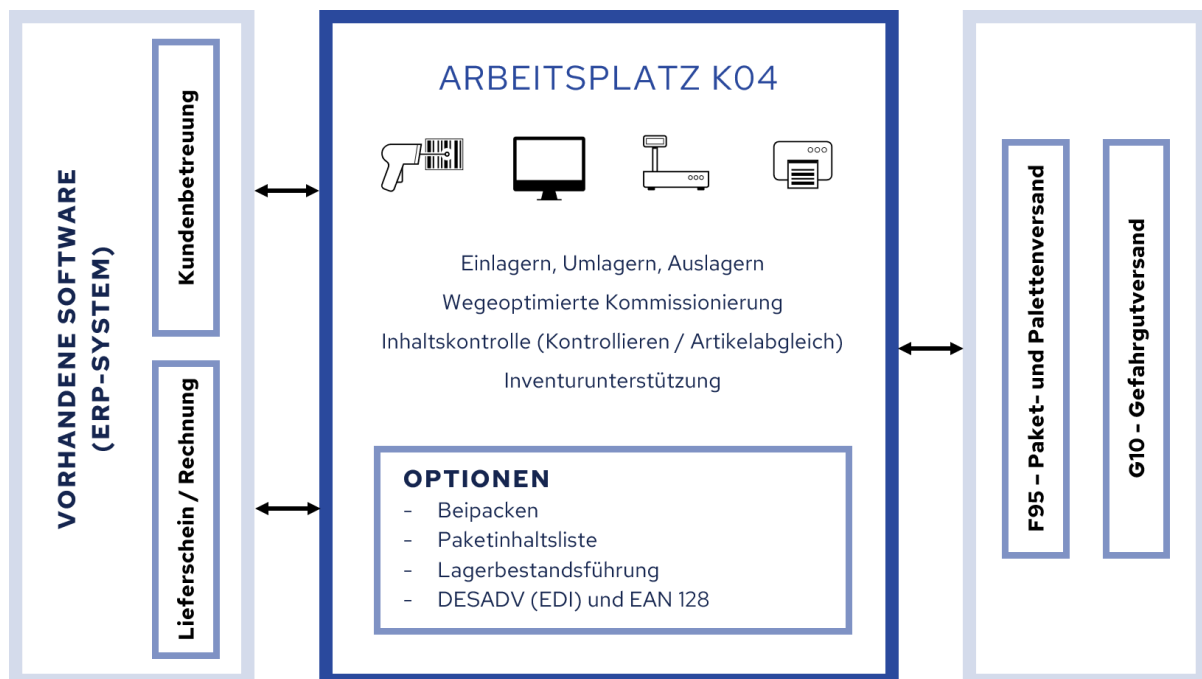 VORHANDENE SOFTWARE
(ERP-SYSTEM)
Kundenbetreuung
Lieferschein / Rechnung
ARBEITSPLATZ K04
Einlagern, Umlagern, Auslagern
Wegeoptimierte Kommissionierung
Inhaltskontrolle (Kontrollieren / Artikelabgleich)
Inventurunterstützung
OPTIONEN
- Beipacken
- Paketinhaltsliste
- Lagerbestandsführung
- DESADV (EDI) und EAN 128
F95 – Paket- und Palettenversand
G10 - Gefahrgutversand